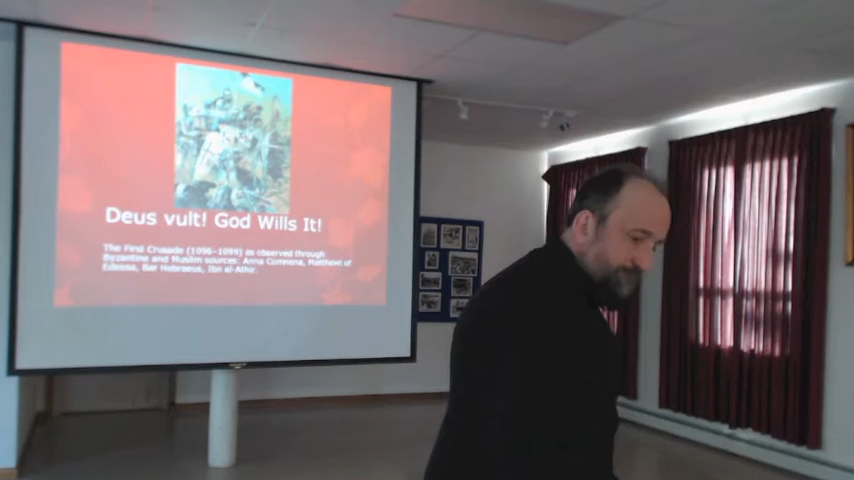 Deus vult! God Wills It!
The First Crusade (1096-1099) as observed through
Byzantine and Muslim sources: Anna Comnena, Matthewl of
Edessa, Bar Hebraeus, Ibn al-Athir.